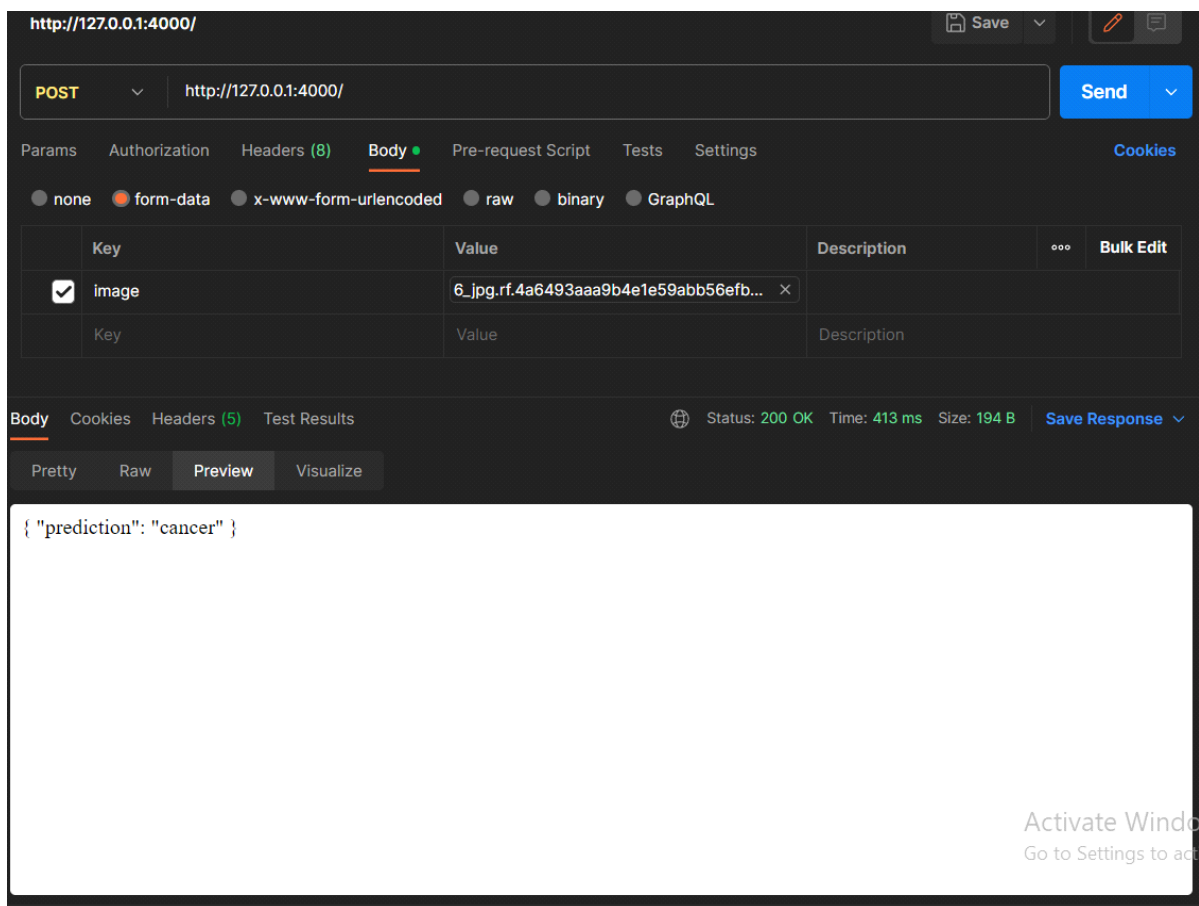 http://127.0.0.1:4000/ Save
POST http://127.0.0.1:4000/ Send
Params Authorization Headers (8) Body Pre-request Script Tests Settings Cookies
none form-data x-www-form-urlencoded raw binary GraphQL
Key Value Description ooo Bulk Edit
image 6_jpg.rf.4a6493aaa9b4e1e59abb56efb... ×
Key Value Description
Body Cookies Headers (5) Test Results Status: 200 OK Time: 413 ms Size: 194 B Save Response
Pretty Raw Preview Visualize
{ "prediction": "cancer" }
Activate Windo
Go to Settings to act